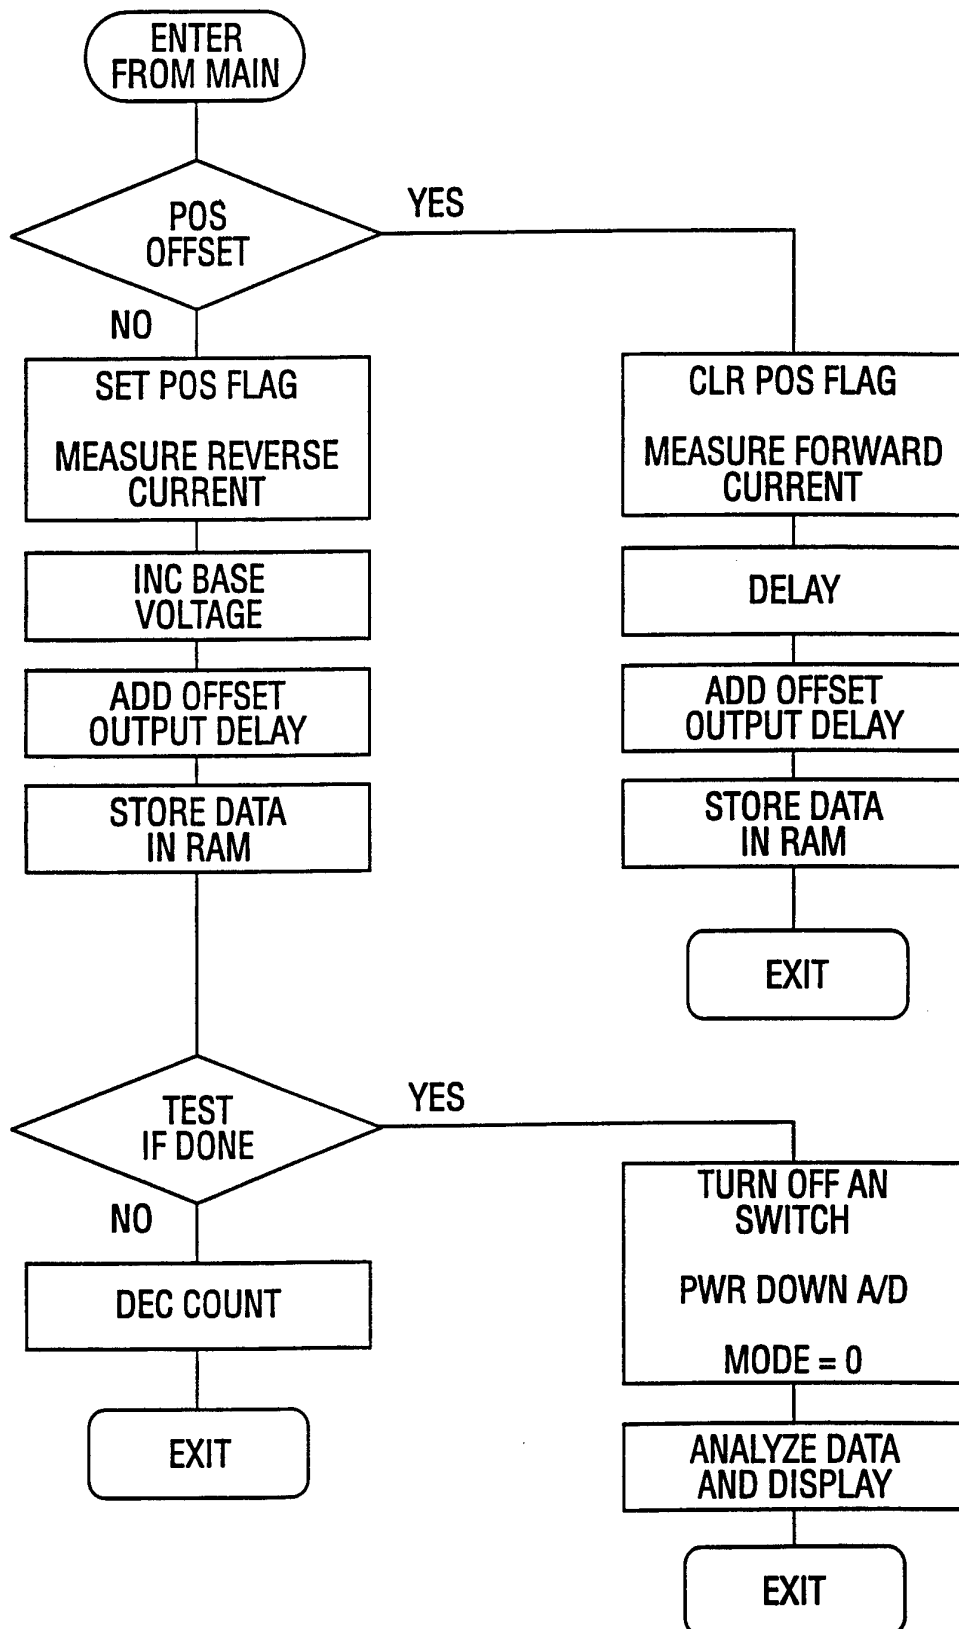 ENTER
FROM MAIN
POS
OFFSET
YES
NO
SET POS FLAG
MEASURE REVERSE
CURRENT
INC BASE
VOLTAGE
ADD OFFSET
OUTPUT DELAY
STORE DATA
IN RAM
CLR POS FLAG
MEASURE FORWARD
CURRENT
DELAY
ADD OFFSET
OUTPUT DELAY
STORE DATA
IN RAM
EXIT
TEST
IF DONE
YES
NO
DEC COUNT
EXIT
TURN OFF AN
SWITCH
PWR DOWN A/D
MODE = 0
ANALYZE DATA
AND DISPLAY
EXIT